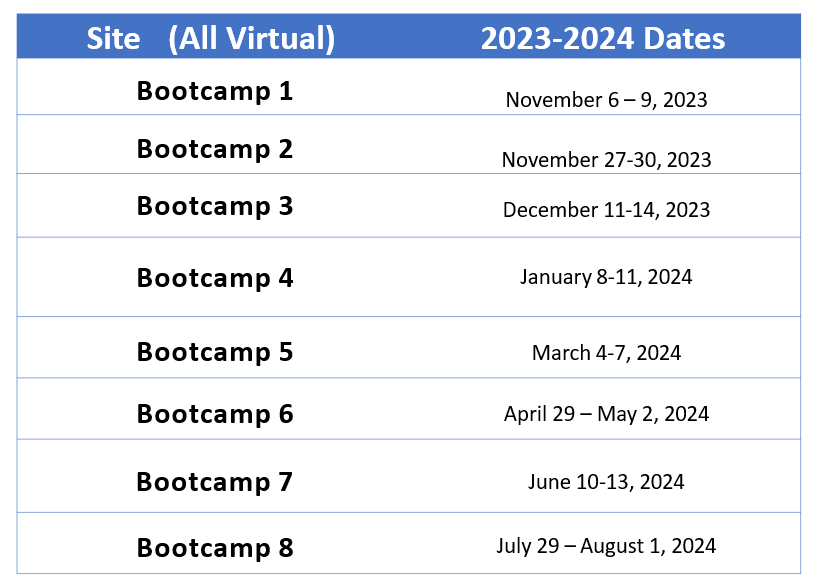 Site (All Virtual) 2023-2024 Dates
Bootcamp 1 November 6 – 9, 2023
Bootcamp 2 November 27-30, 2023
Bootcamp 3 December 11-14, 2023
Bootcamp 4 January 8-11, 2024
Bootcamp 5 March 4-7, 2024
Bootcamp 6 April 29 – May 2, 2024
Bootcamp 7 June 10-13, 2024
Bootcamp 8 July 29 – August 1, 2024